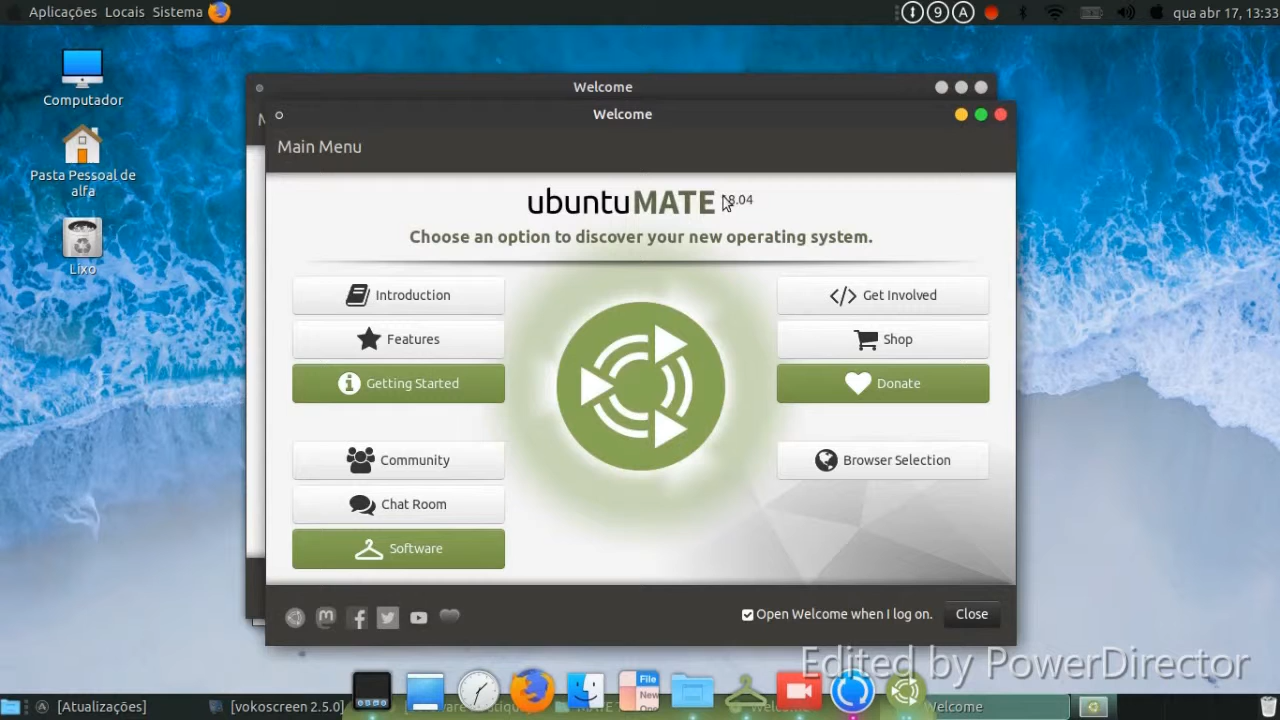 Aplicações Locais Sistema
9 A
qua abr 17, 13:33
Computador
Pasta Pessoal de
alfa
Lixo
Welcome
Welcome
Main Menu
ubuntuMATE
Choose an option to discover your new operating system.
Introduction
Features
Getting Started
Community
Chat Room
Software
Get Involved
Shop
Donate
Browser Selection
Open Welcome when I log on.
Close
Edited by PowerDirector
File
New
[Atualizações]
[vokoscreen 2.5.0]
Welcome